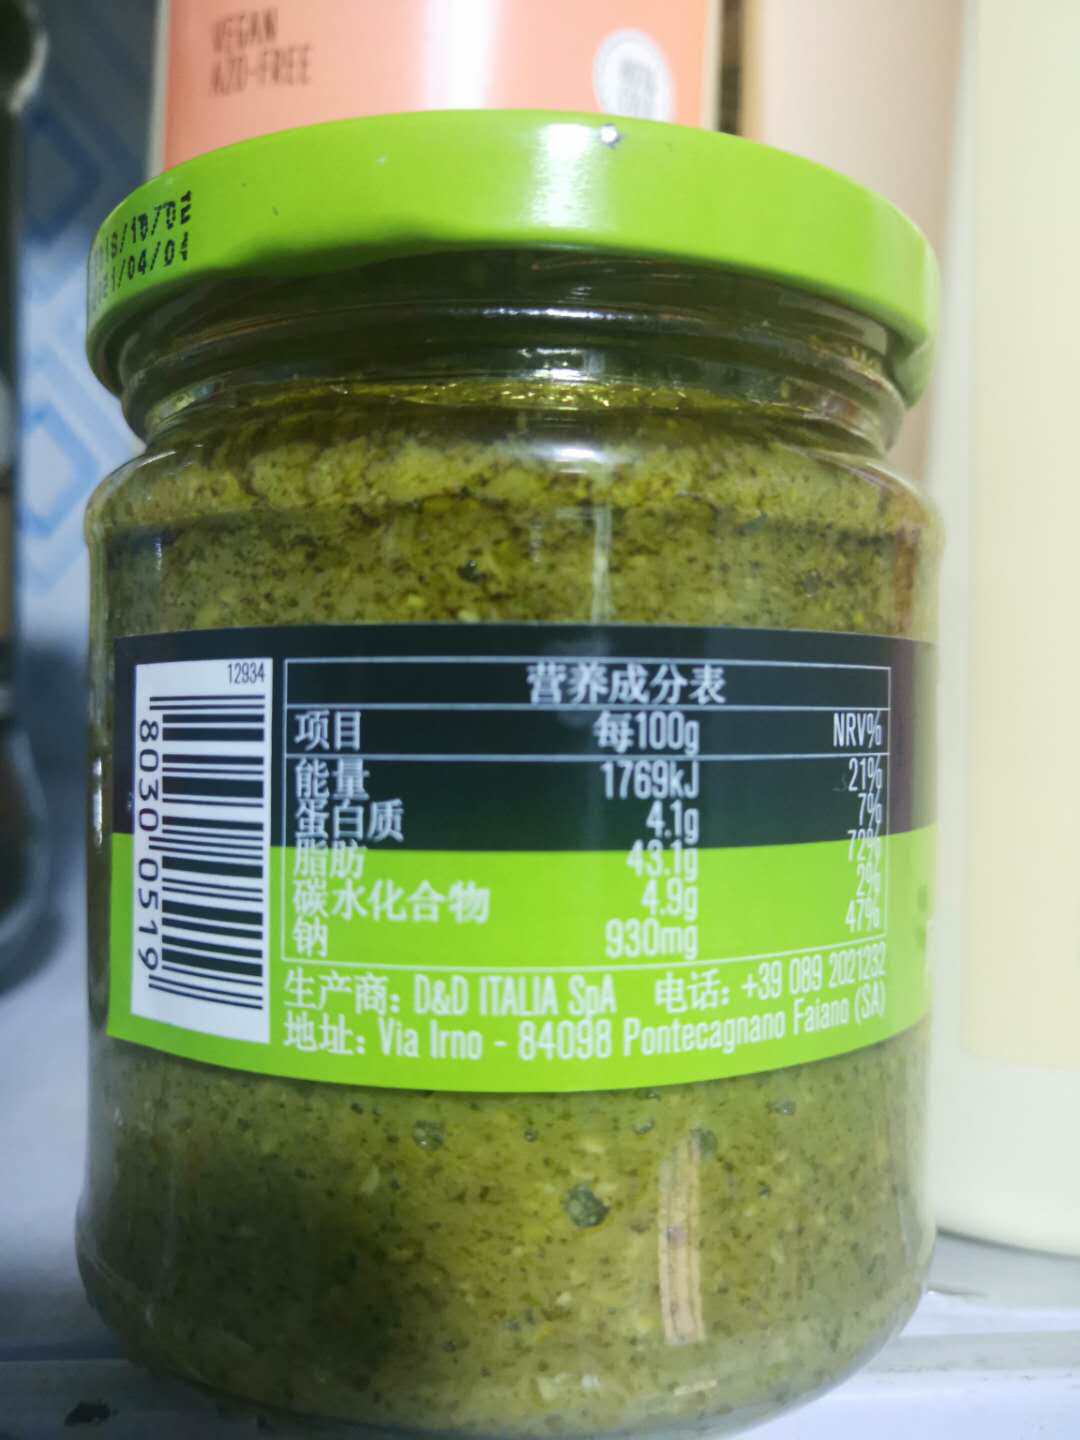 VEGAN
AZO-FREE
/04/04
12934
8030 0519
营养成分表
项目 每100g NRV%
能量 1769kJ 21%
蛋白质 4.1g 7%
脂肪 43.1g 72%
碳水化合物 4.9g 2%
钠 930mg 47%
生产商: D&D ITALIA SpA 电话: +39 089 2021232
地址: Via Irno - 84098 Pontecagnano Faiano (SA)